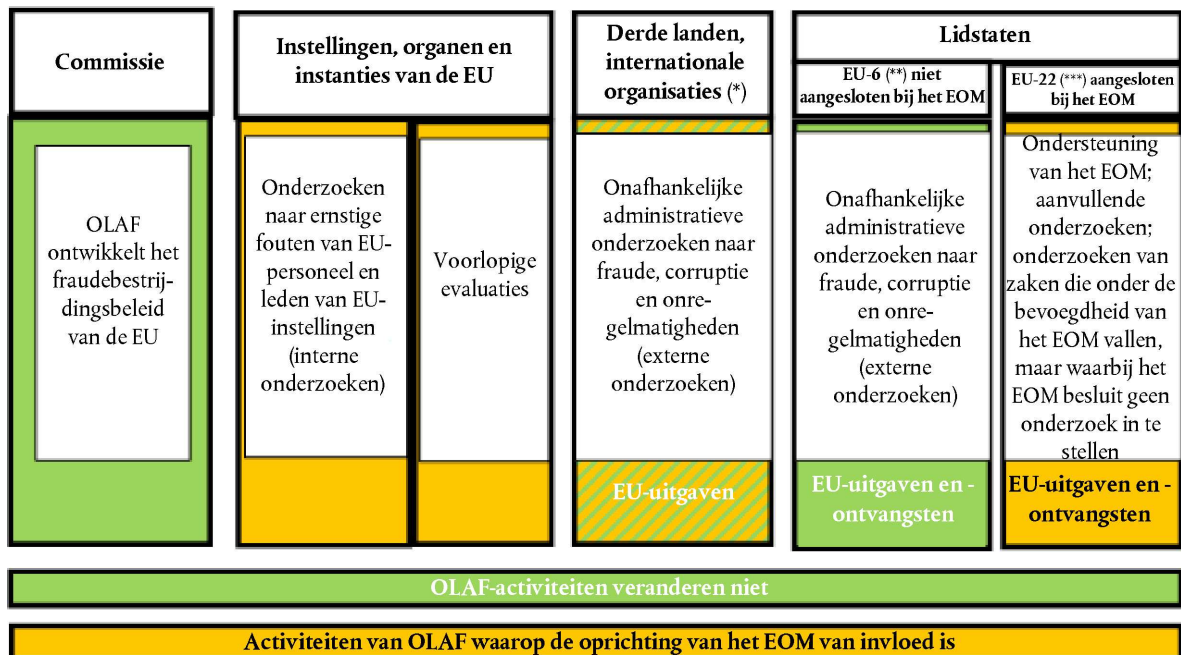 Commissie
Instellingen, organen en
instanties van de EU
Derde landen,
internationale
organisaties (*)
Lidstaten
EU-6 (**) niet
aangesloten bij het EOM
EU-22 (***) aangesloten
bij het EOM
OLAF
ontwikkelt het
fraudebestrij-
dingsbeleid
van de EU
Onderzoeken
naar ernstige
fouten van EU-
personeel en
leden van EU-
instellingen
(interne
onderzoeken)
Voorlopige
evaluaties
Onafhankelijke
administratieve
onderzoeken naar
fraude, corruptie
en onre-
gelmatigheden
(externe
onderzoeken)
EU-uitgaven
Onafhankelijke
administratieve
onderzoeken naar
fraude, corruptie
en onre-
gelmatigheden
(externe
onderzoeken)
EU-uitgaven en -
ontvangsten
Ondersteuning
van het EOM;
aanvullende
onderzoeken;
onderzoeken van
zaken die onder de
bevoegdheid van
het EOM vallen,
maar waarbij het
EOM besluit geen
onderzoek in te
stellen
EU-uitgaven en -
ontvangsten
OLAF-activiteiten veranderen niet
Activiteiten van OLAF waarop de oprichting van het EOM van invloed is